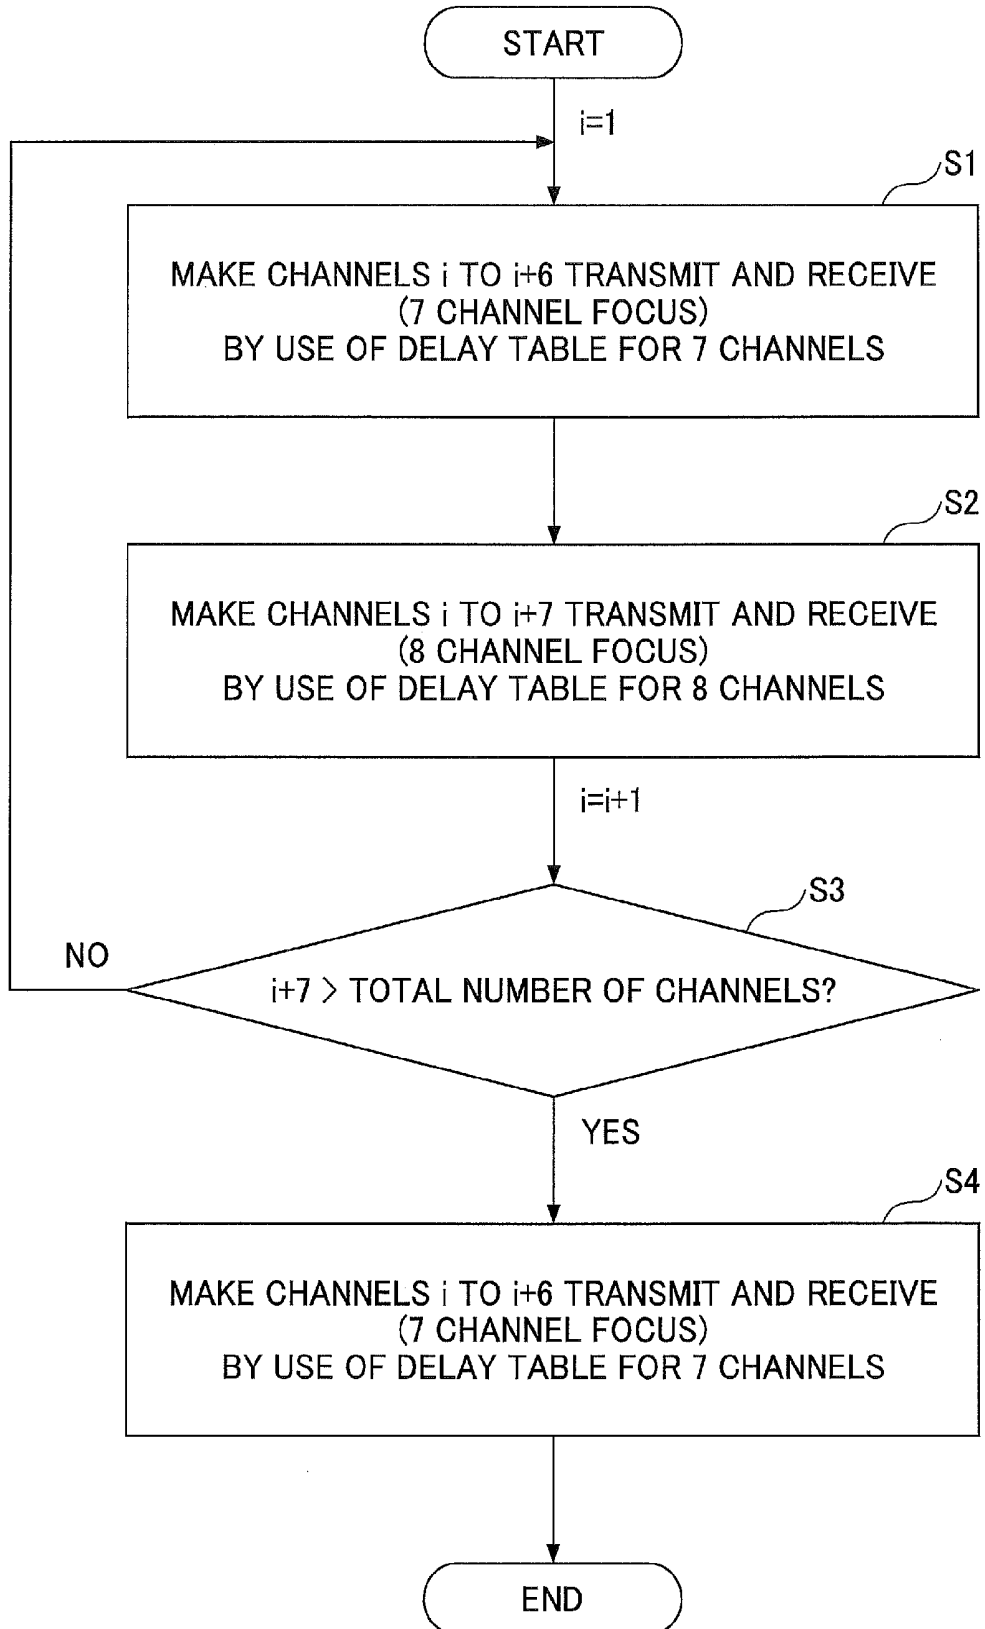 START
i=1
S1
MAKE CHANNELS i TO i+6 TRANSMIT AND RECEIVE
(7 CHANNEL FOCUS)
BY USE OF DELAY TABLE FOR 7 CHANNELS
S2
MAKE CHANNELS i TO i+7 TRANSMIT AND RECEIVE
(8 CHANNEL FOCUS)
BY USE OF DELAY TABLE FOR 8 CHANNELS
i=i+1
S3
NO
i+7 > TOTAL NUMBER OF CHANNELS?
YES
S4
MAKE CHANNELS i TO i+6 TRANSMIT AND RECEIVE
(7 CHANNEL FOCUS)
BY USE OF DELAY TABLE FOR 7 CHANNELS
END